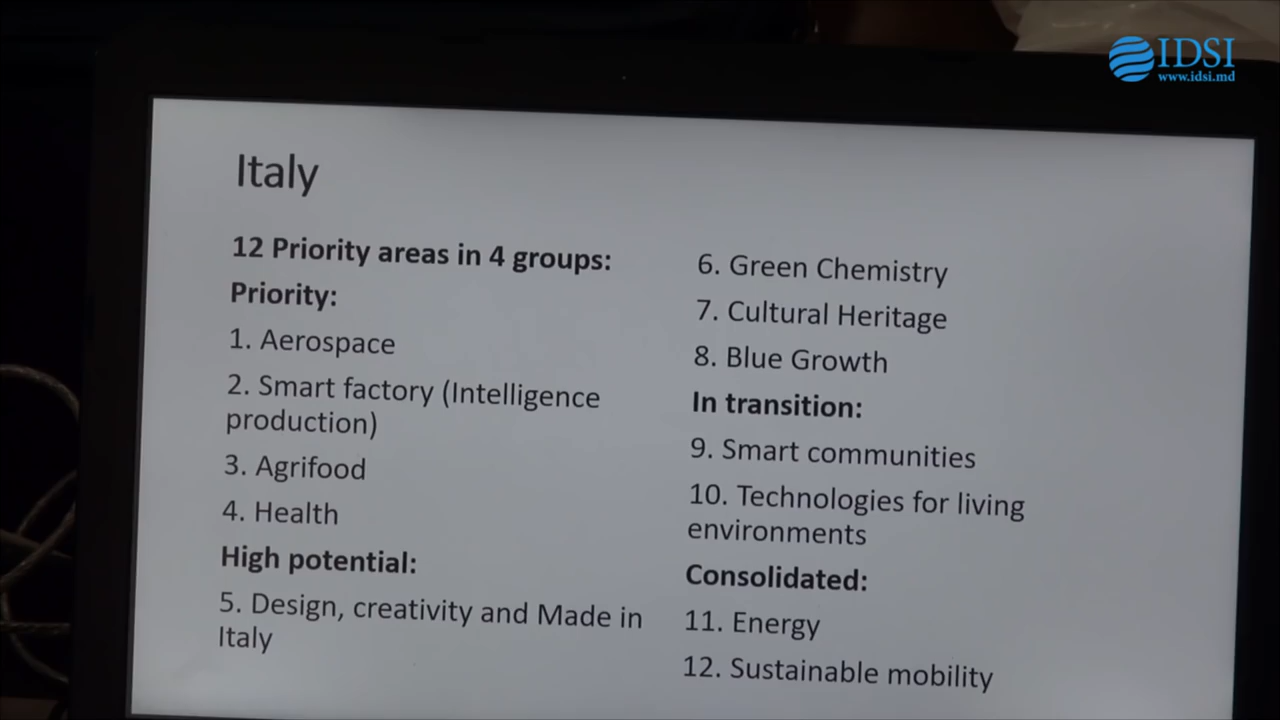 IDSI
www.idsi.md
Italy
12 Priority areas in 4 groups:
Priority:
1. Aerospace
2. Smart factory (Intelligence
production)
3. Agrifood
4. Health
High potential:
5. Design, creativity and Made in
Italy
6. Green Chemistry
7. Cultural Heritage
8. Blue Growth
In transition:
9. Smart communities
10. Technologies for living
environments
Consolidated:
11. Energy
12. Sustainable mobility